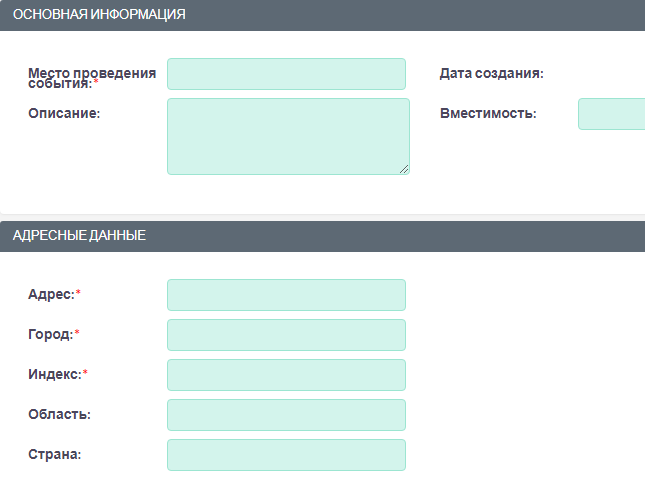 ОСНОВНАЯ ИНФОРМАЦИЯ
Место проведения
события:*
Дата создания:
Описание:
Вместимость:
АДРЕСНЫЕ ДАННЫЕ
Адрес:*
Город:*
Индекс:*
Область:
Страна: